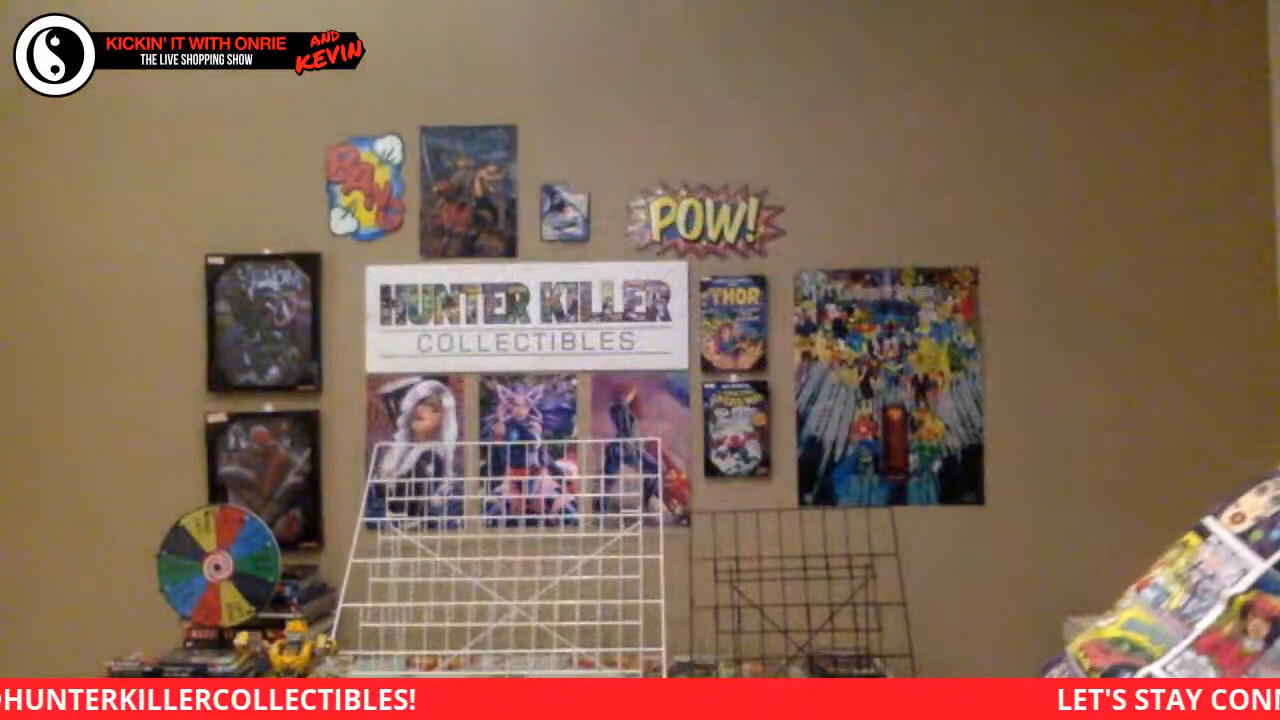 KICKIN' IT WITH ONRIE
AND
KEVIN
THE LIVE SHOPPING SHOW
BANG
POW!
HUNTER KILLER
COLLECTIBLES
THOR
@HUNTERKILLERCOLLECTIBLES!
LET'S STAY CONN